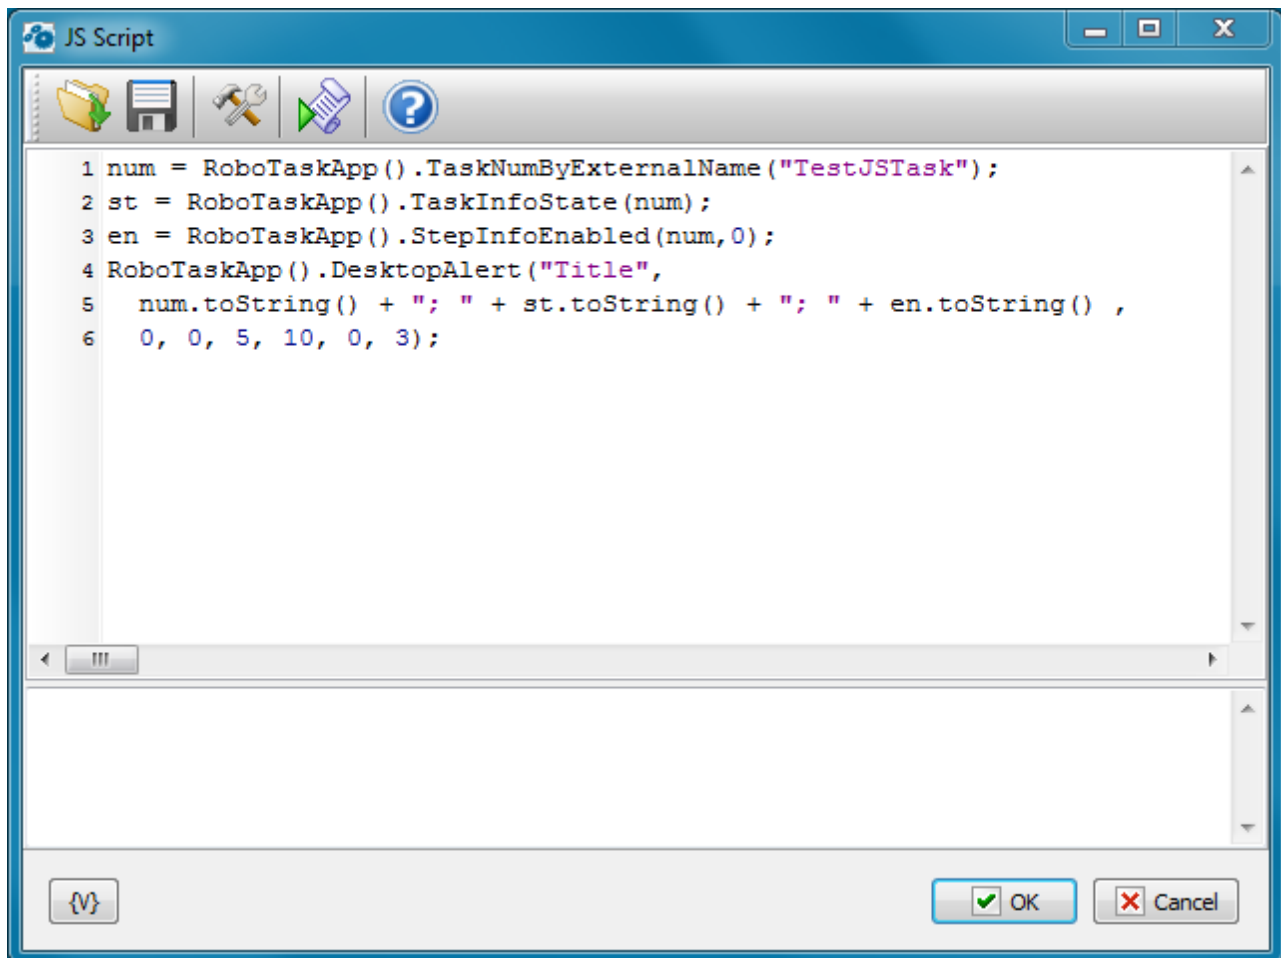 JS Script
1 num = RoboTaskApp().TaskNumByExternalName("TestJSTask");
2 st = RoboTaskApp().TaskInfoState(num);
3 en = RoboTaskApp().StepInfoEnabled(num,0);
4 RoboTaskApp().DesktopAlert("Title",
5   num.toString() + "; " + st.toString() + "; " + en.toString() ,
6   0, 0, 5, 10, 0, 3);
{V} OK Cancel